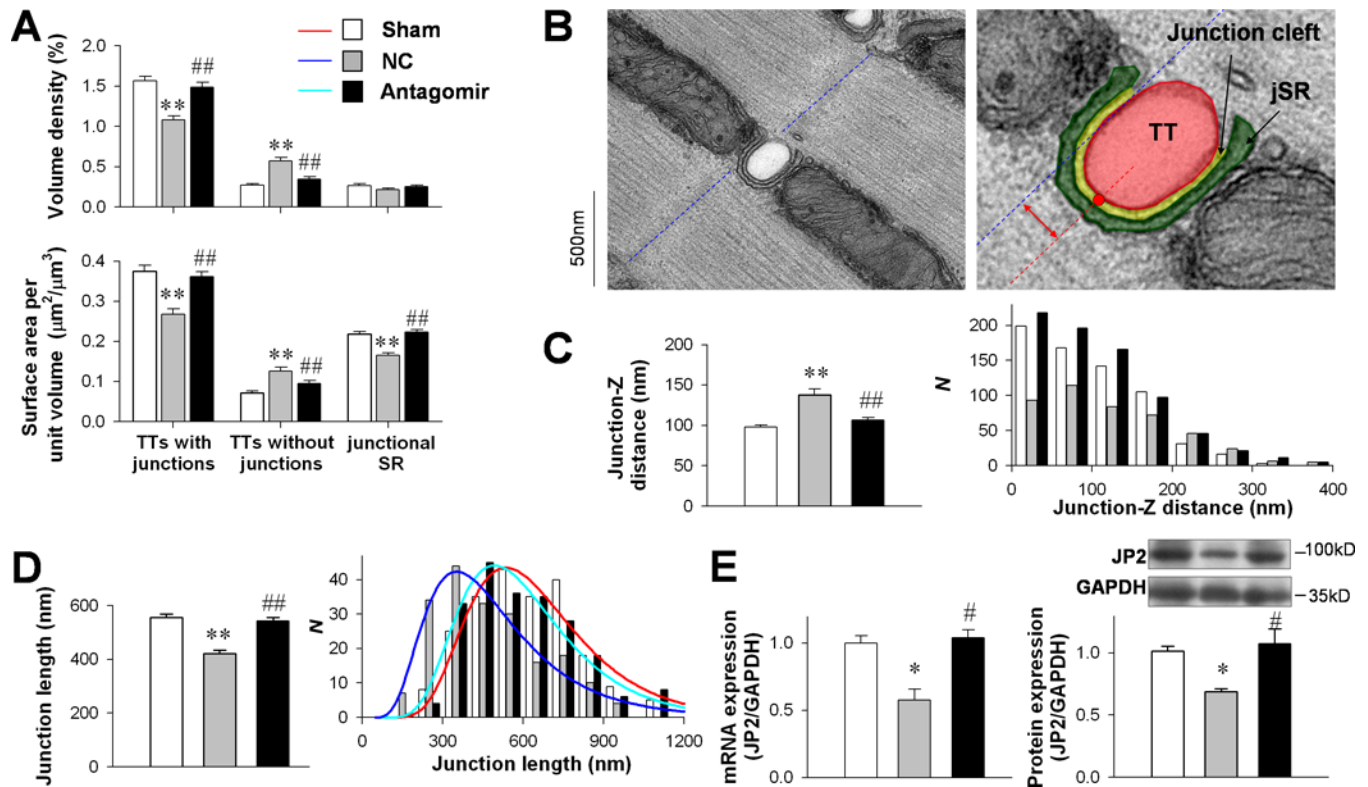 A
Sham
NC
Antagomir
Volume density (%)
2.0
1.5
1.0
0.5
0.0
**
##
**
##
Surface area per
unit volume (μm²/μm³)
0.4
0.3
0.2
0.1
0.0
**
##
**
##
**
##
TTs with
junctions
TTs without
junctions
junctional
SR
B
500nm
Junction cleft
jSR
TT
C
Junction-Z
distance (nm)
200
150
100
50
0
**
##
N
200
150
100
50
0
0 100 200 300 400
Junction-Z distance (nm)
D
Junction length (nm)
600
400
200
0
**
##
N
40
30
20
10
0
0 300 600 900 1200
Junction length (nm)
E
mRNA expression
(JP2/GAPDH)
1.0
0.5
0.0
*
#
JP2
–100kD
GAPDH
–35kD
Protein expression
(JP2/GAPDH)
1.0
0.5
0.0
*
#